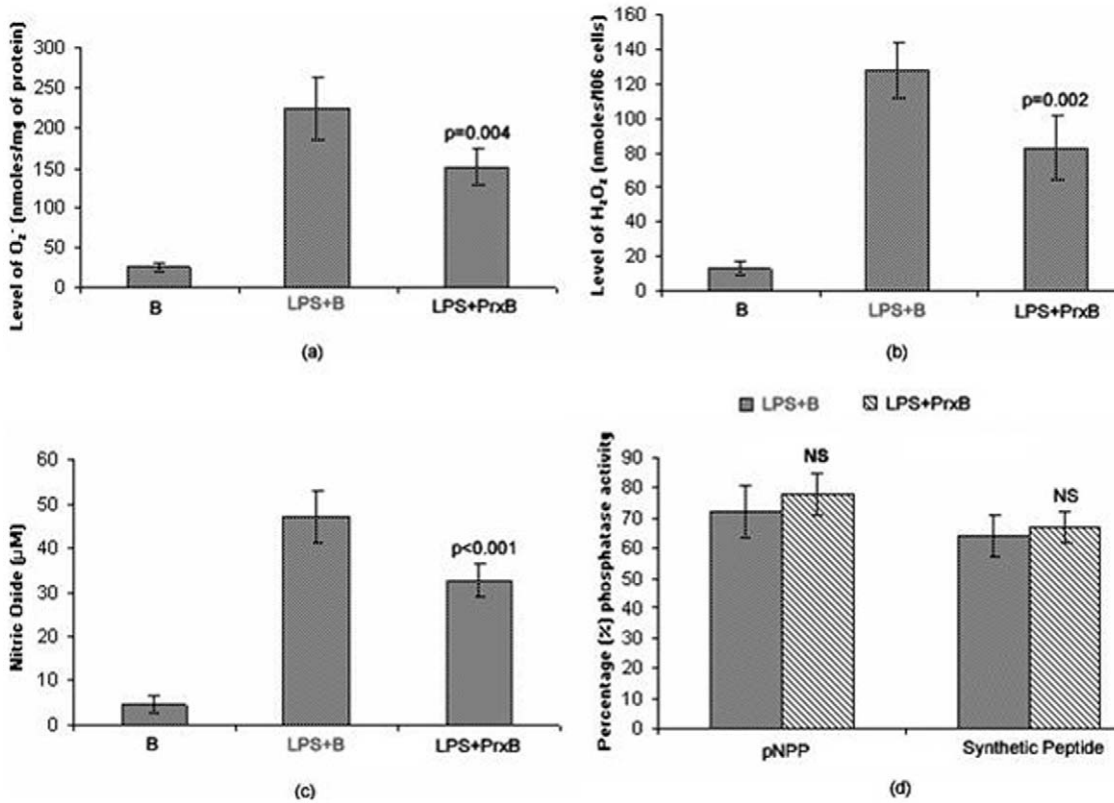 Level of O₂⁻ (nmoles/mg of protein)
300
250
200
150
100
50
0
p=0.004
B
LPS+B
LPS+PrxB
(a)
Level of H₂O₂ (nmoles/106 cells)
160
140
120
100
80
60
40
20
0
p=0.002
B
LPS+B
LPS+PrxB
(b)
Nitric Oxide (µM)
60
50
40
30
20
10
0
p<0.001
B
LPS+B
LPS+PrxB
(c)
LPS+B LPS+PrxB
Percentage (%) phosphatase activity
90
80
70
60
50
40
30
20
10
0
NS
NS
pNPP
Synthetic Peptide
(d)